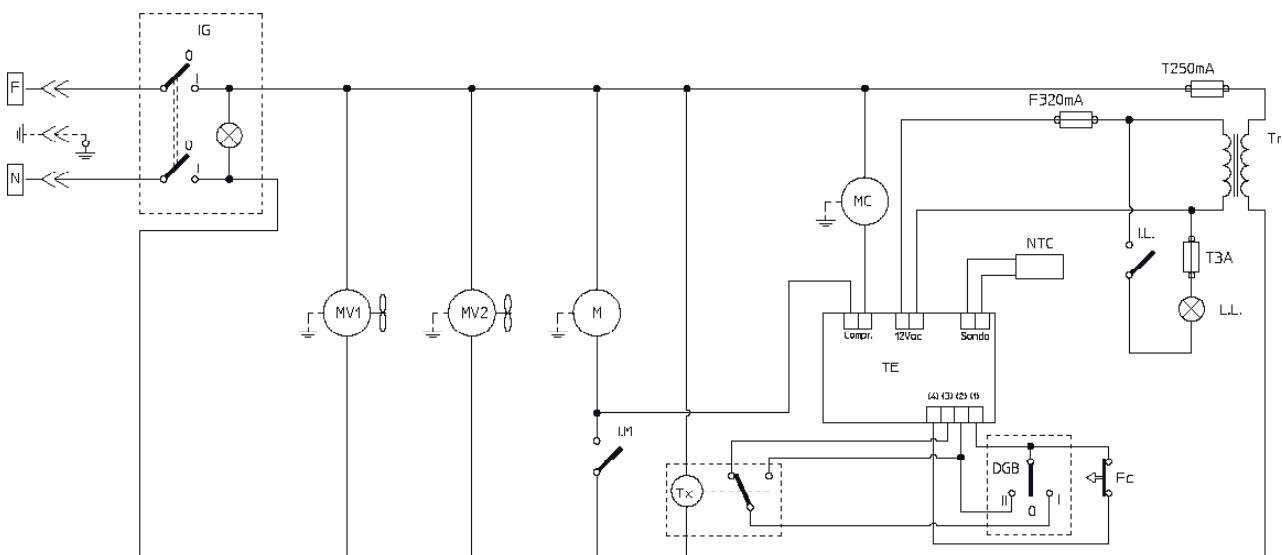 IG
0
I
F
0
I
N
T250mA
F320mA
Tr
MC
I.L.
NTC
T3A
L.L.
MV1
MV2
M
Compr.
12Vac
Sonda
TE
(4) (3) (2) (1)
I.M
DGB
Fc
Tx
II
0
I